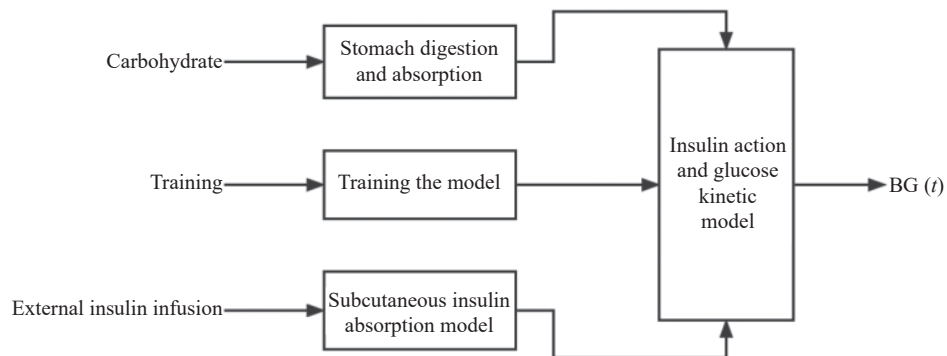 Carbohydrate
Stomach digestion
and absorption
Training
Training the model
Insulin action
and glucose
kinetic
model
BG (t)
External insulin infusion
Subcutaneous insulin
absorption model